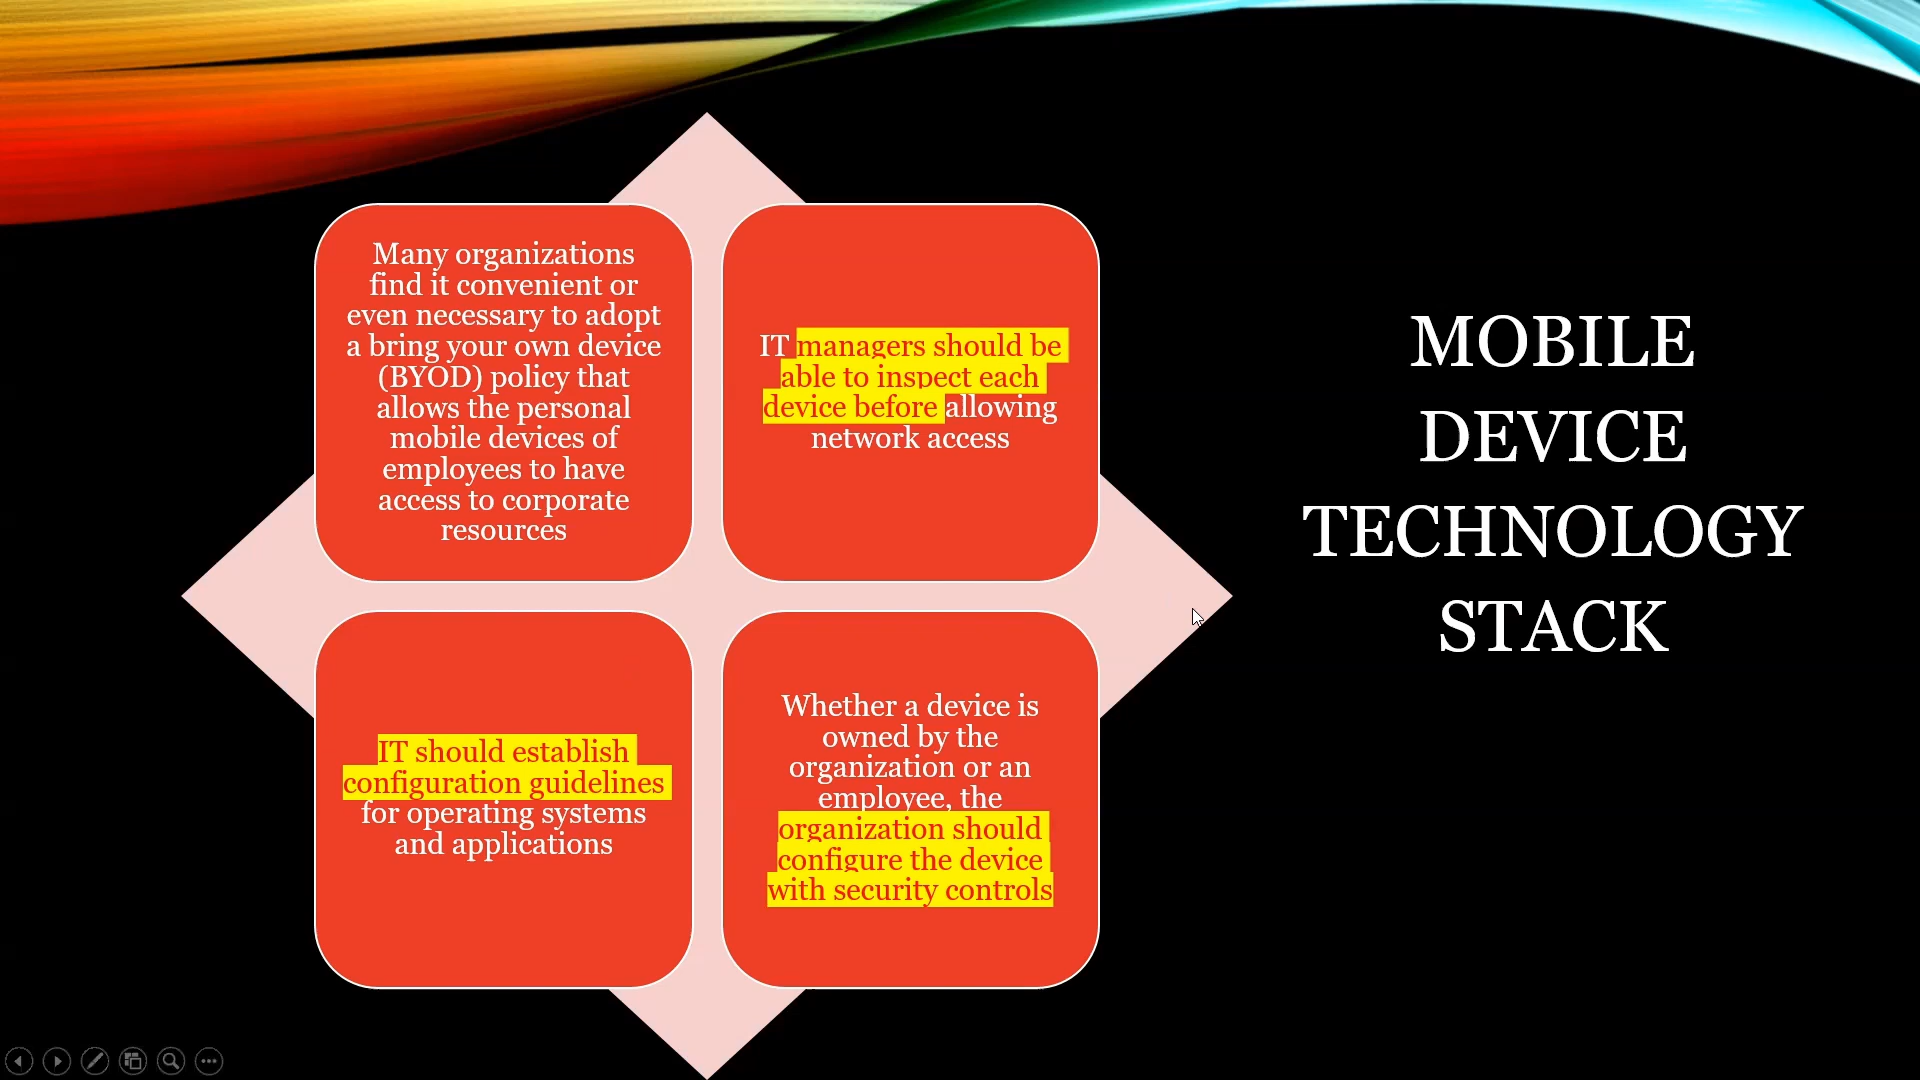 Many organizations
find it convenient or
even necessary to adopt
a bring your own device
(BYOD) policy that
allows the personal
mobile devices of
employees to have
access to corporate
resources
IT managers should be
able to inspect each
device before allowing
network access
IT should establish
configuration guidelines
for operating systems
and applications
Whether a device is
owned by the
organization or an
employee, the
organization should
configure the device
with security controls
MOBILE
DEVICE
TECHNOLOGY
STACK